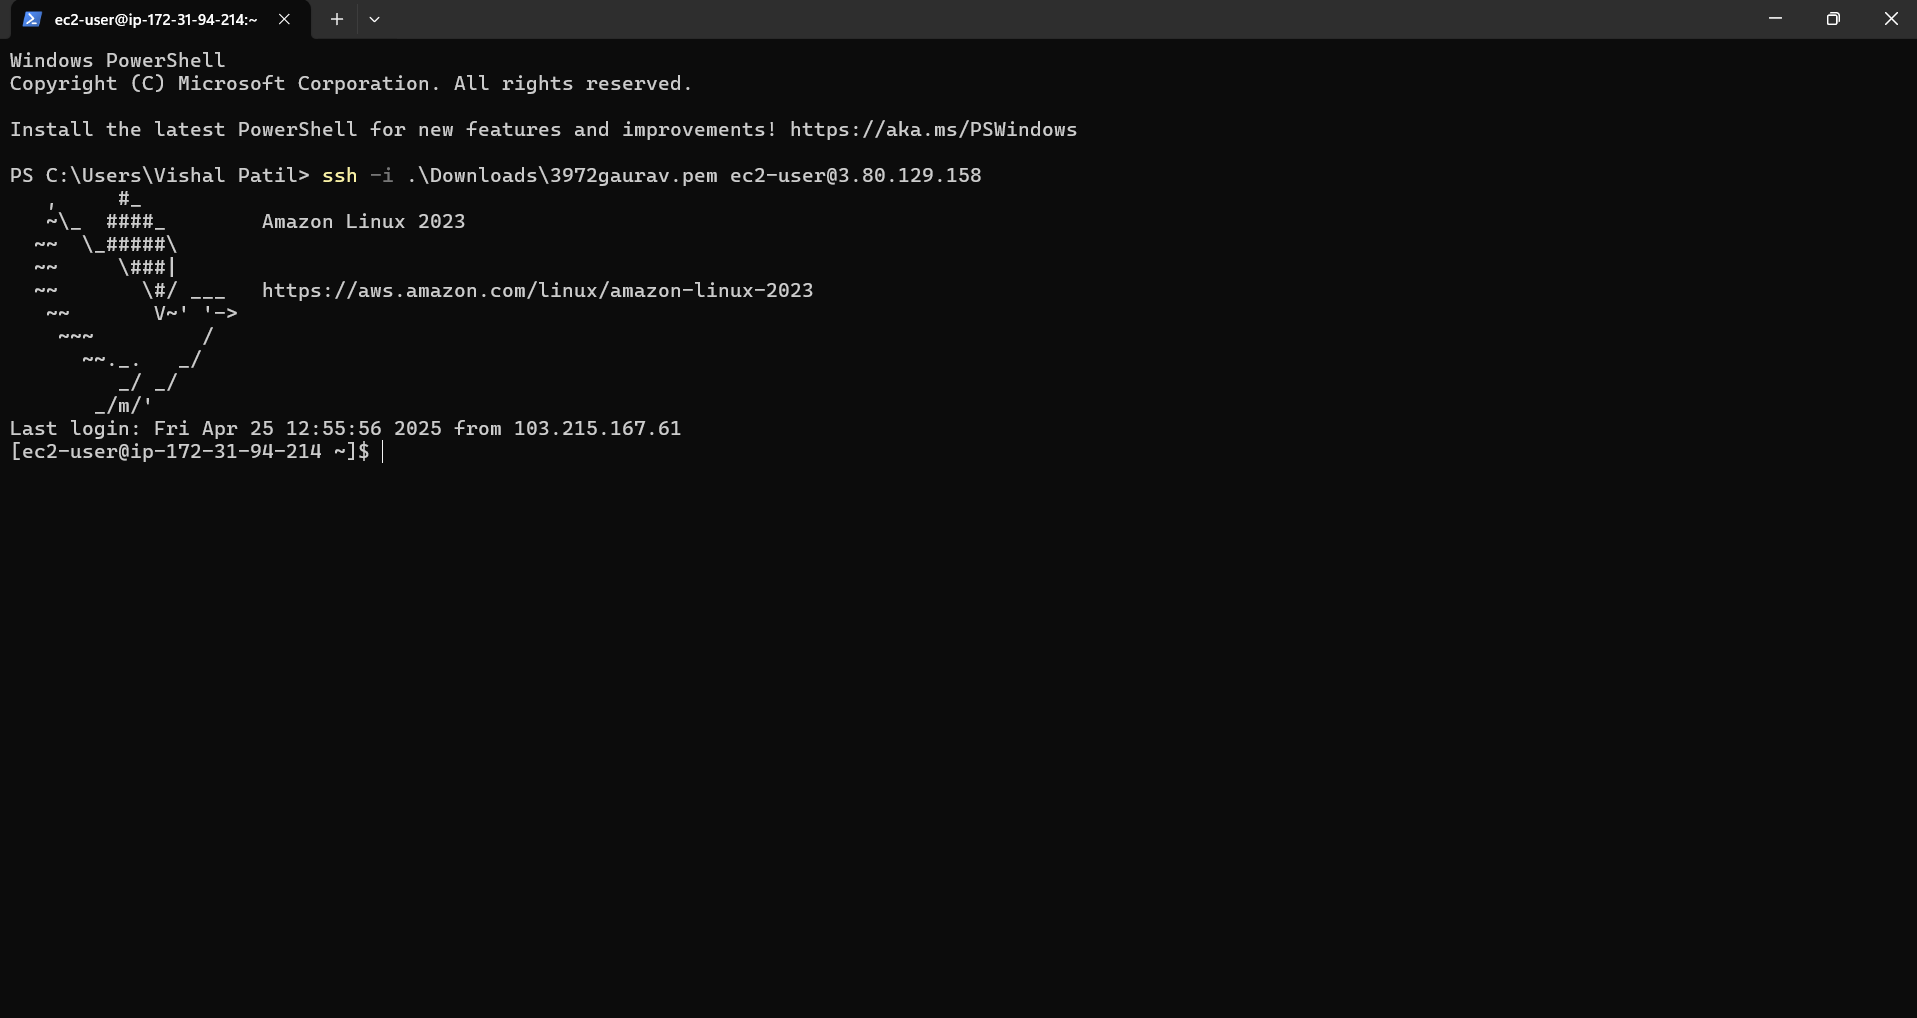 ec2-user@ip-172-31-94-214:~
Windows PowerShell
Copyright (C) Microsoft Corporation. All rights reserved.
Install the latest PowerShell for new features and improvements! https://aka.ms/PSWindows
PS C:\Users\Vishal Patil> ssh -i .\Downloads\3972gaurav.pem ec2-user@3.80.129.158
   ,     #_
   ~\_  ####_        Amazon Linux 2023
  ~~  \_#####\
  ~~     \###|
  ~~       \#/ ___   https://aws.amazon.com/linux/amazon-linux-2023
   ~~       V~' '->
    ~~~         /
      ~~._.   _/
         _/ _/
       _/m/'
Last login: Fri Apr 25 12:55:56 2025 from 103.215.167.61
[ec2-user@ip-172-31-94-214 ~]$